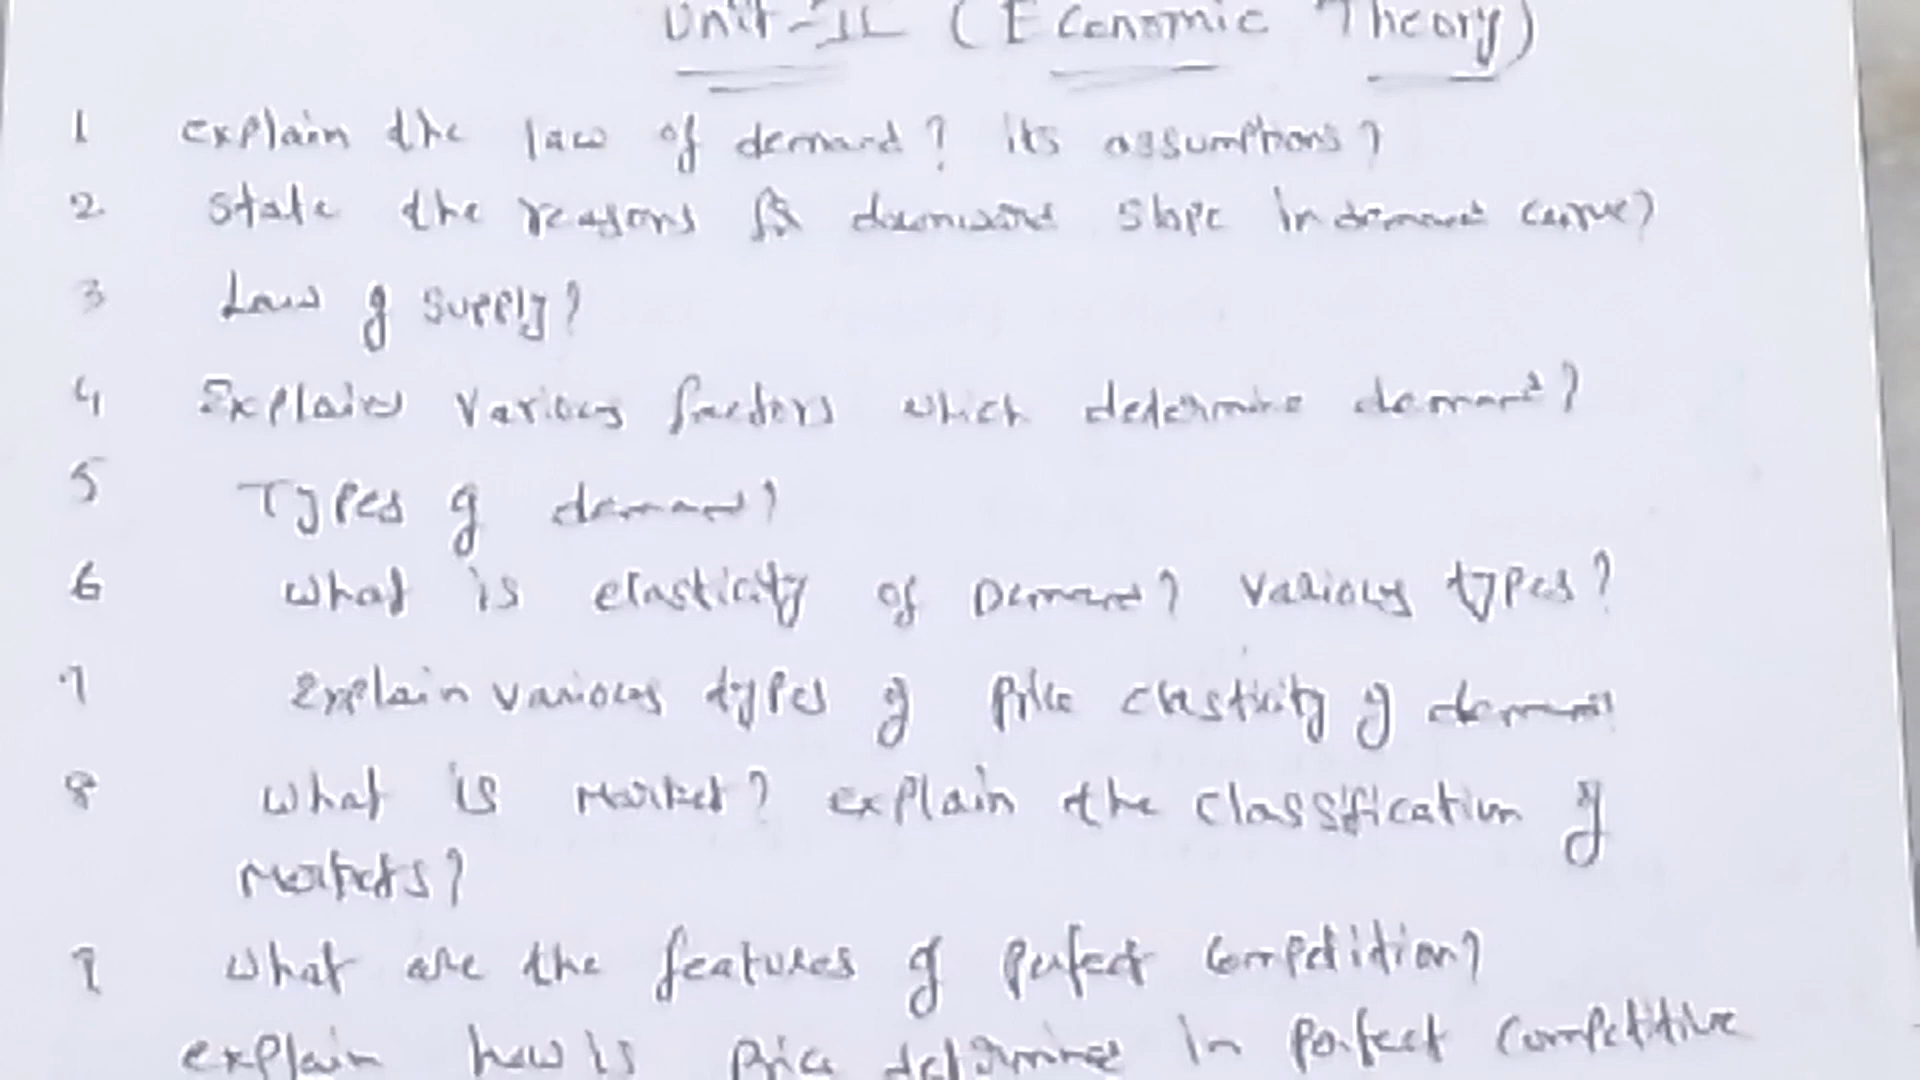 Unit-II (Economic Theory)
1 explain the law of demand? its assumptions?
2 state the reasons for downward slope in demand curve?
3 Law of supply?
4 Explain various factors which determine demand?
5 Types of demand?
6 what is elasticity of Demand? various types?
7 Explain various types of price elasticity of demand
8 what is market? explain the classification of
markets?
9 what are the features of perfect competition?
explain how is price determine in perfect competitive